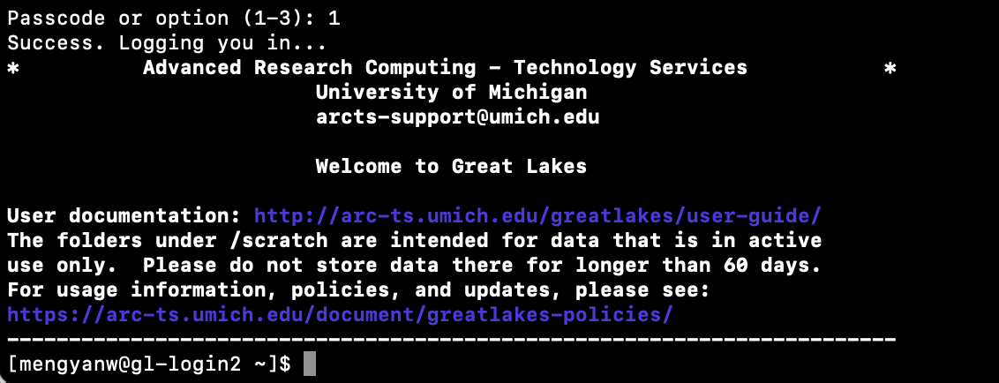 Passcode or option (1-3): 1
Success. Logging you in...
*          Advanced Research Computing - Technology Services           *
University of Michigan
arcts-support@umich.edu
Welcome to Great Lakes
User documentation: http://arc-ts.umich.edu/greatlakes/user-guide/
The folders under /scratch are intended for data that is in active
use only.  Please do not store data there for longer than 60 days.
For usage information, policies, and updates, please see:
https://arc-ts.umich.edu/document/greatlakes-policies/
------------------------------------------------------------------------
[mengyanw@gl-login2 ~]$